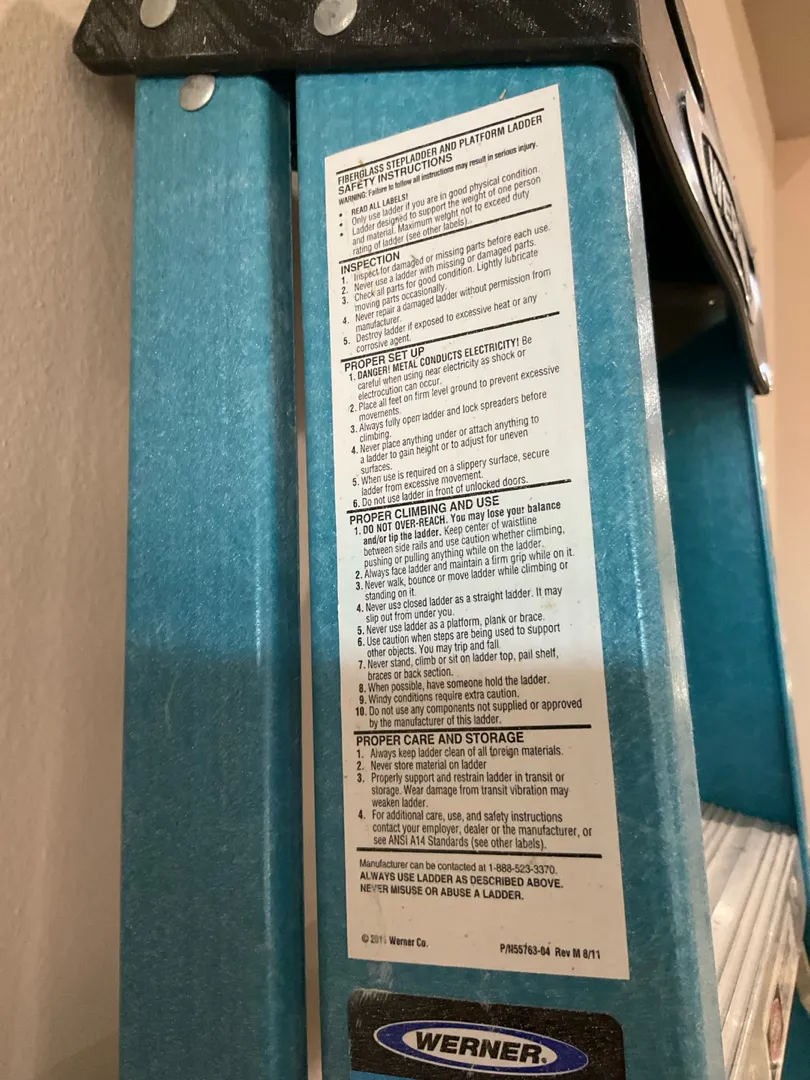 FIBERGLASS STEPLADDER AND PLATFORM LADDER
SAFETY INSTRUCTIONS
WARNING: Failure to follow all instructions may result in serious injury.
• READ ALL LABELS!
• Only use ladder if you are in good physical condition.
• Ladder designed to support the weight of one person
and material. Maximum weight not to exceed duty
rating of ladder (see other labels).
INSPECTION
1. Inspect for damaged or missing parts before each use.
2. Never use a ladder with missing or damaged parts.
3. Check all parts for good condition. Lightly lubricate
moving parts occasionally.
4. Never repair a damaged ladder without permission from
manufacturer.
5. Destroy ladder if exposed to excessive heat or any
corrosive agent.
PROPER SET UP
1. DANGER! METAL CONDUCTS ELECTRICITY! Be
careful when using near electricity as shock or
electrocution can occur.
2. Place all feet on firm level ground to prevent excessive
movements.
3. Always fully open ladder and lock spreaders before
climbing.
4. Never place anything under or attach anything to
a ladder to gain height or to adjust for uneven
surfaces.
5. When use is required on a slippery surface, secure
ladder from excessive movement.
6. Do not use ladder in front of unlocked doors.
PROPER CLIMBING AND USE
1. DO NOT OVER-REACH. You may lose your balance
and/or tip the ladder. Keep center of waistline
between side rails and use caution whether climbing,
pushing or pulling anything while on the ladder.
2. Always face ladder and maintain a firm grip while on it.
3. Never walk, bounce or move ladder while climbing or
standing on it.
4. Never use closed ladder as a straight ladder. It may
slip out from under you.
5. Never use ladder as a platform, plank or brace.
6. Use caution when steps are being used to support
other objects. You may trip and fall.
7. Never stand, climb or sit on ladder top, pail shelf,
braces or back section.
8. When possible, have someone hold the ladder.
9. Windy conditions require extra caution.
10. Do not use any components not supplied or approved
by the manufacturer of this ladder.
PROPER CARE AND STORAGE
1. Always keep ladder clean of all foreign materials.
2. Never store material on ladder
3. Properly support and restrain ladder in transit or
storage. Wear damage from transit vibration may
weaken ladder.
4. For additional care, use, and safety instructions
contact your employer, dealer or the manufacturer, or
see ANSI A14 Standards (see other labels).
Manufacturer can be contacted at 1-888-523-3370.
ALWAYS USE LADDER AS DESCRIBED ABOVE.
NEVER MISUSE OR ABUSE A LADDER.
© Werner Co. P/N55763-04 Rev M 8/11
WERNER.